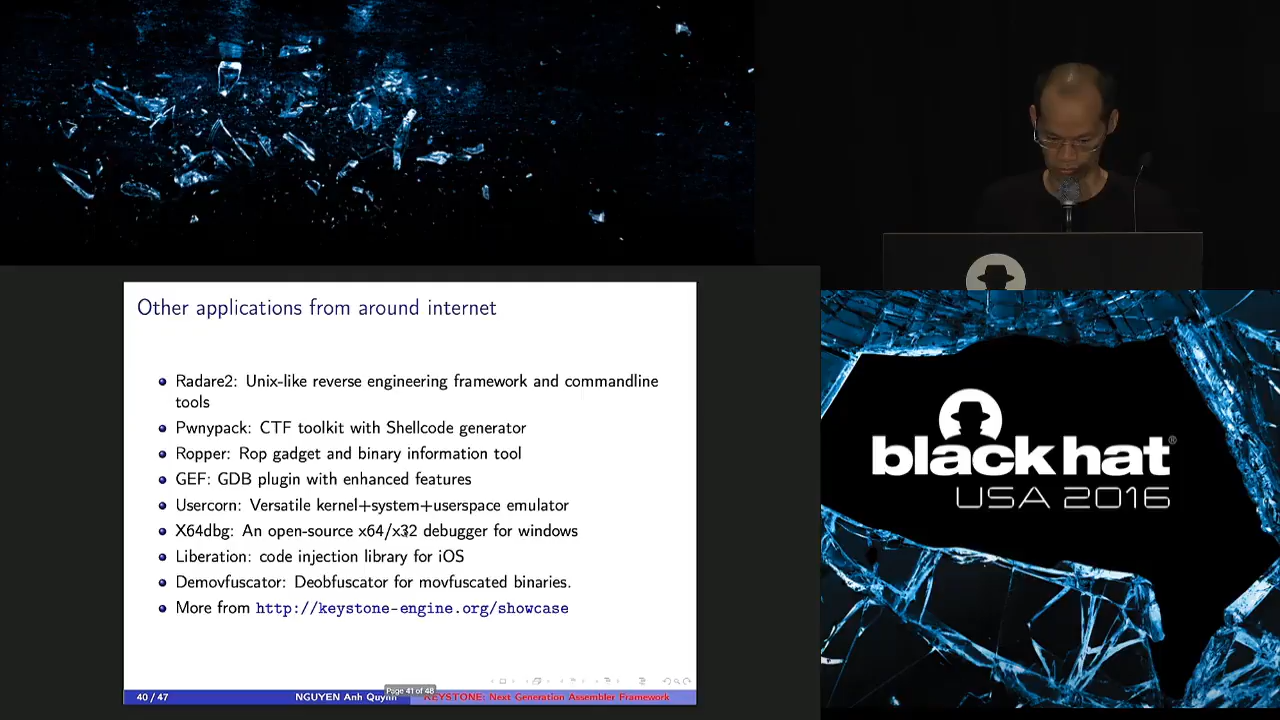 Other applications from around internet
Radare2: Unix-like reverse engineering framework and commandline
tools
Pwnypack: CTF toolkit with Shellcode generator
Ropper: Rop gadget and binary information tool
GEF: GDB plugin with enhanced features
Usercorn: Versatile kernel+system+userspace emulator
X64dbg: An open-source x64/x32 debugger for windows
Liberation: code injection library for iOS
Demovfuscator: Deobfuscator for movfuscated binaries.
More from http://keystone-engine.org/showcase
40 / 47
NGUYEN Anh Quynh
Page 41 of 48
KEYSTONE: Next Generation Assembler Framework
black hat®
USA 2016